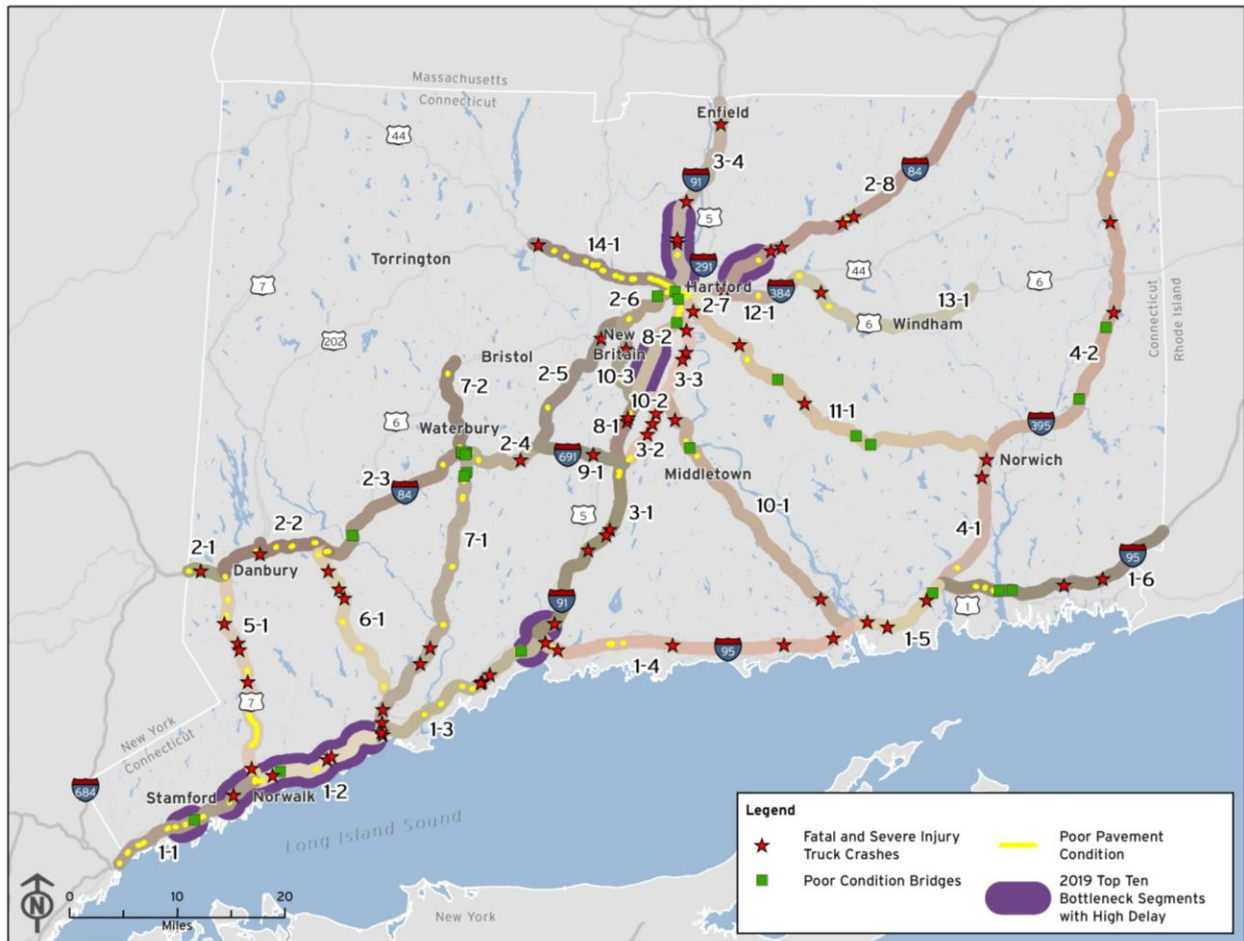 Massachusetts
Connecticut
44
Enfield
3-4
91
5
2-8
84
14-1
Torrington
291
7
Hartford
44
6
384
2-6
2-7
12-1
13-1
6
Windham
202
8-2
New
Britain
Bristol
10-3
3-3
2-5
7-2
4-2
Connecticut
Rhode Island
10-2
11-1
6
Waterbury
2-4
8-1
395
691
3-2
9-1
Norwich
Middletown
2-3
84
5
3-1
10-1
2-2
7-1
4-1
2-1
Danbury
95
1-6
1
91
5-1
6-1
1-5
95
1-4
7
1-3
New York
Connecticut
684
Stamford
Norwalk
1-2
Long Island Sound
1-1
Legend
Fatal and Severe Injury
Truck Crashes
Poor Pavement
Condition
Poor Condition Bridges
2019 Top Ten
Bottleneck Segments
with High Delay
N
0 10 20
Miles
New York